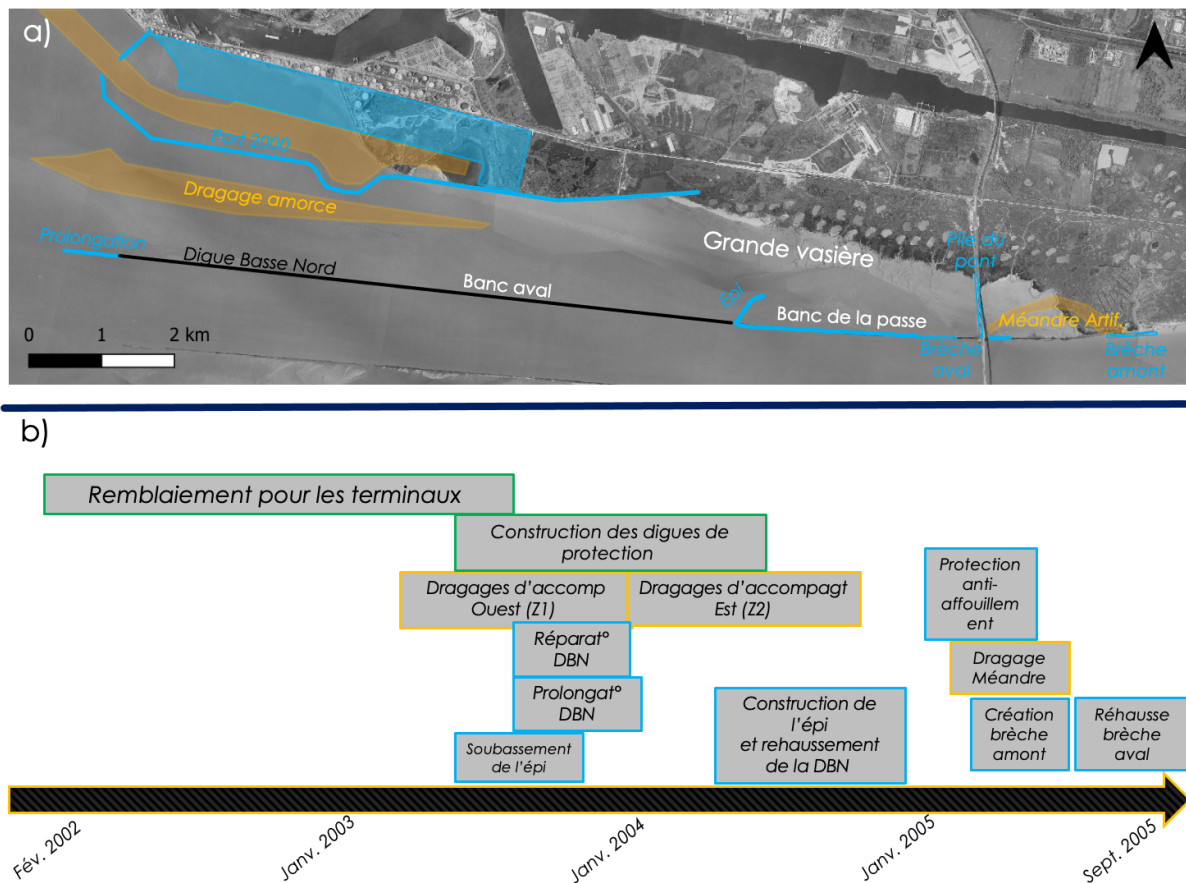 a)
Port 2000
Dragage amorce
Prolongation
Digue Basse Nord
Grande vasière
Pile du
pont
Banc aval
Epi
Banc de la passe
Méandre Artif.
Brèche
aval
Brèche
amont
0 1 2 km
b)
Remblaiement pour les terminaux
Construction des digues de
protection
Dragages d'accomp
Ouest (Z1)
Dragages d'accompagt
Est (Z2)
Protection
anti-
affouillem
ent
Réparat°
DBN
Dragage
Méandre
Prolongat°
DBN
Construction de
l'épi
et rehaussement
de la DBN
Création
brèche
amont
Réhausse
brèche
aval
Soubassement
de l'épi
Fév. 2002
Janv. 2003
Janv. 2004
Janv. 2005
Sept. 2005